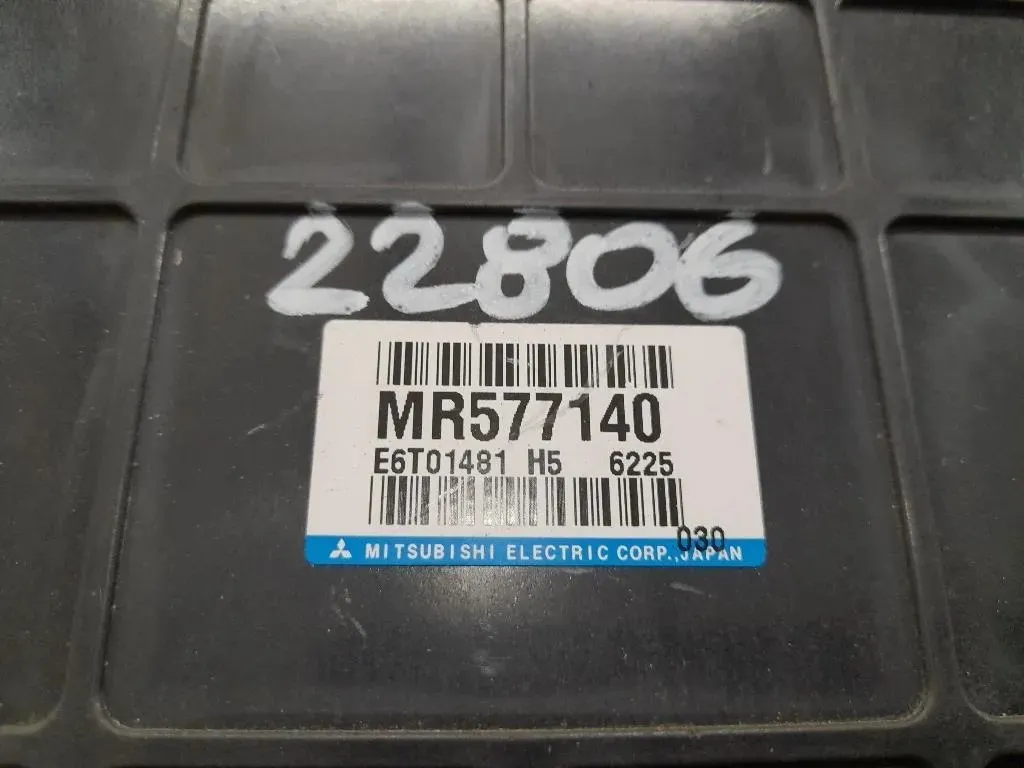 22806
MR577140
E6T01481 H5 6225
030
MITSUBISHI ELECTRIC CORP.,JAPAN